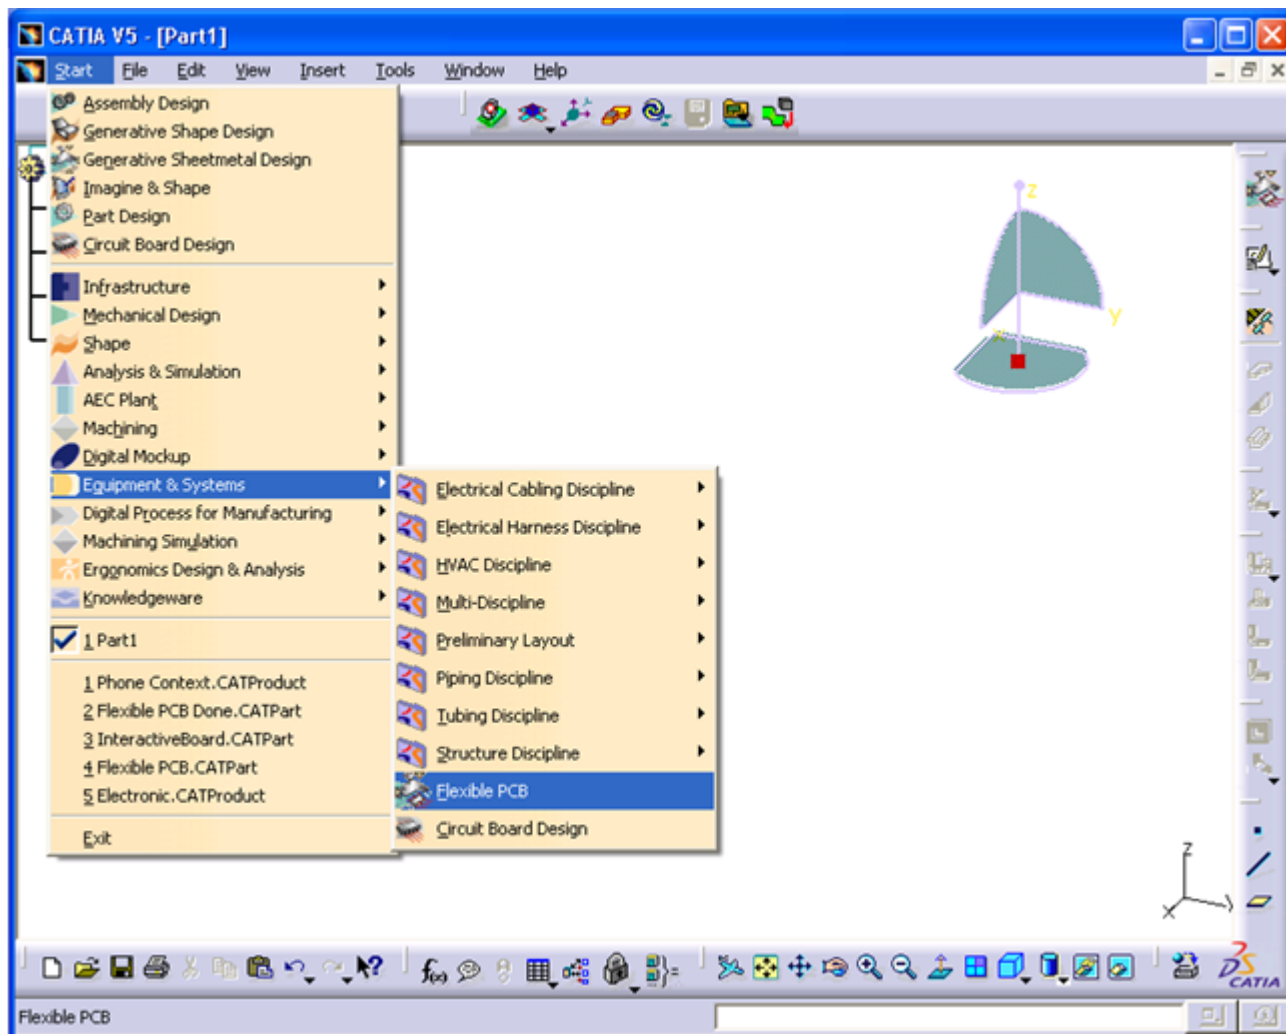 CATIA V5 - [Part1]
Start File Edit View Insert Tools Window Help
Assembly Design
Generative Shape Design
Generative Sheetmetal Design
Imagine & Shape
Part Design
Circuit Board Design
Infrastructure
Mechanical Design
Shape
Analysis & Simulation
AEC Plant
Machining
Digital Mockup
Equipment & Systems
Digital Process for Manufacturing
Machining Simulation
Ergonomics Design & Analysis
Knowledgeware
1 Part1
1 Phone Context.CATProduct
2 Flexible PCB Done.CATPart
3 InteractiveBoard.CATPart
4 Flexible PCB.CATPart
5 Electronic.CATProduct
Exit
Electrical Cabling Discipline
Electrical Harness Discipline
HVAC Discipline
Multi-Discipline
Preliminary Layout
Piping Discipline
Tubing Discipline
Structure Discipline
Flexible PCB
Circuit Board Design
z
y
x
z
x
y
f(x)
CATIA
Flexible PCB